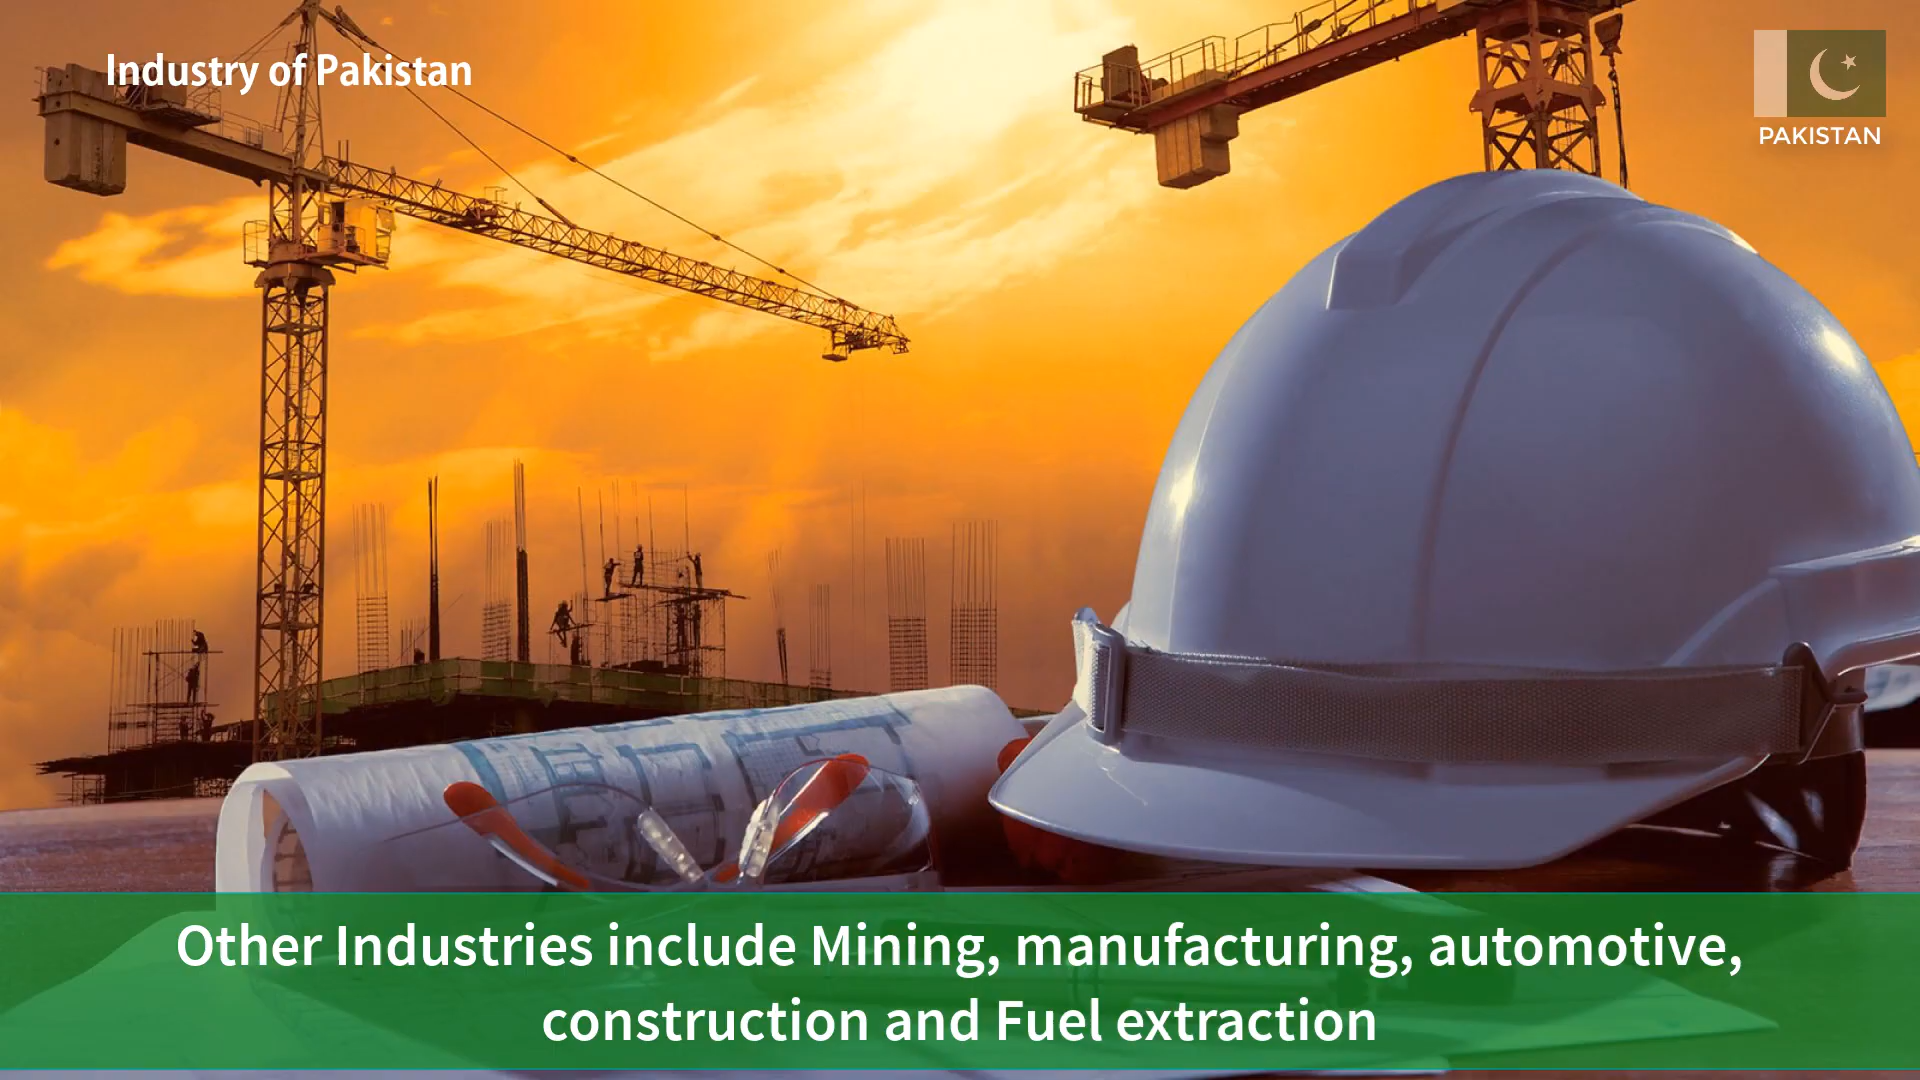 Industry of Pakistan
PAKISTAN
Other Industries include Mining, manufacturing, automotive,
construction and Fuel extraction